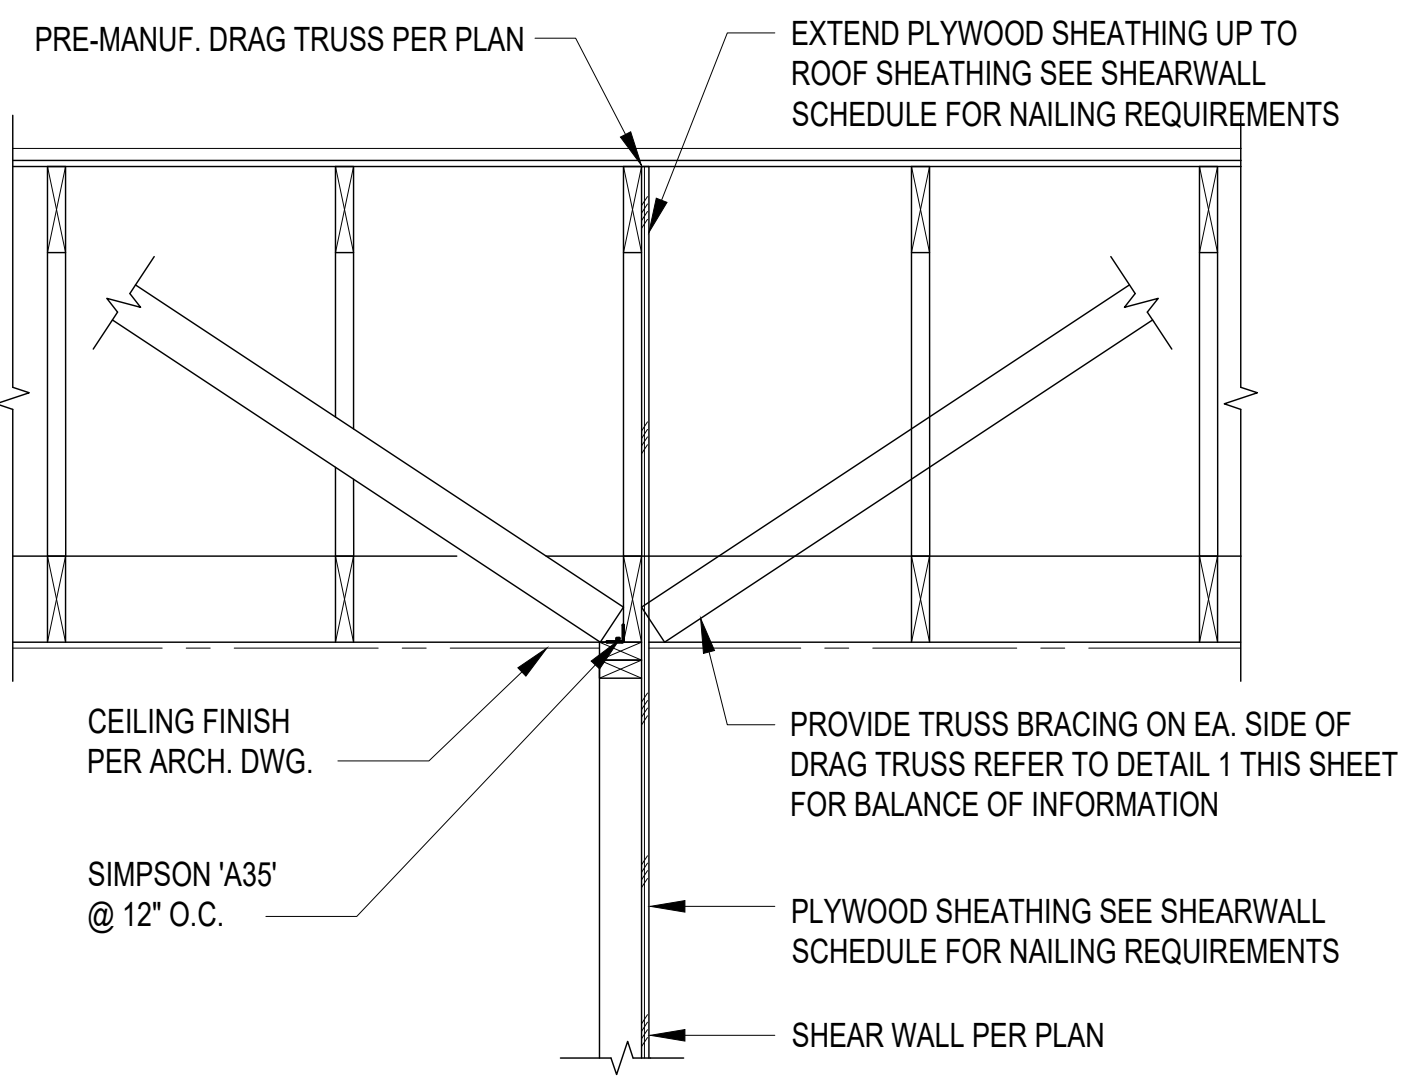 PRE-MANUF. DRAG TRUSS PER PLAN
EXTEND PLYWOOD SHEATHING UP TO
ROOF SHEATHING SEE SHEARWALL
SCHEDULE FOR NAILING REQUIREMENTS
CEILING FINISH
PER ARCH. DWG.
PROVIDE TRUSS BRACING ON EA. SIDE OF
DRAG TRUSS REFER TO DETAIL 1 THIS SHEET
FOR BALANCE OF INFORMATION
SIMPSON 'A35'
@ 12" O.C.
PLYWOOD SHEATHING SEE SHEARWALL
SCHEDULE FOR NAILING REQUIREMENTS
SHEAR WALL PER PLAN